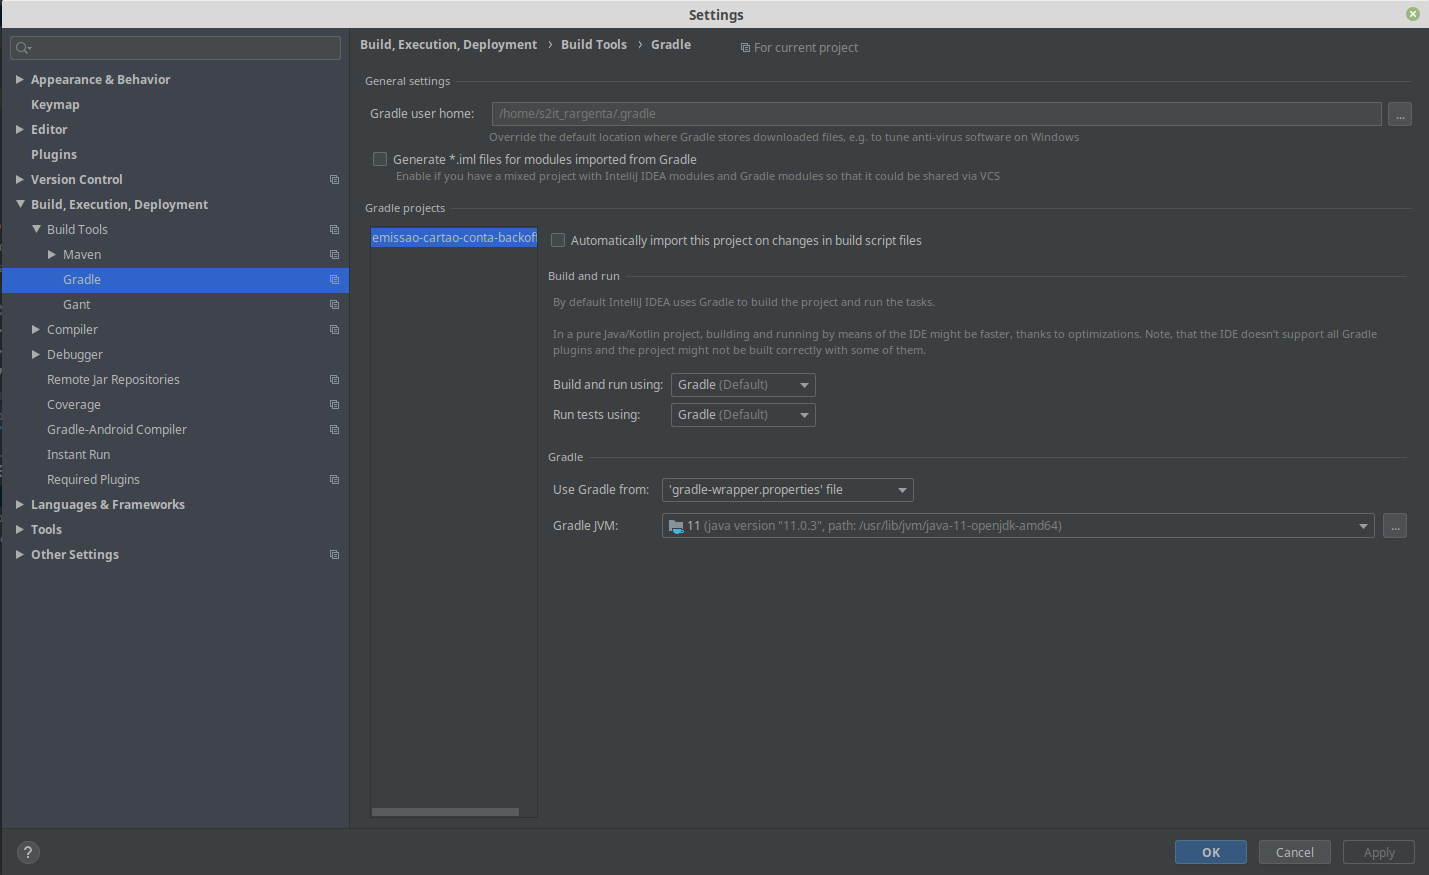 Settings
Appearance & Behavior
Keymap
Editor
Plugins
Version Control
Build, Execution, Deployment
Build Tools
Maven
Gradle
Gant
Compiler
Debugger
Remote Jar Repositories
Coverage
Gradle-Android Compiler
Instant Run
Required Plugins
Languages & Frameworks
Tools
Other Settings
Build, Execution, Deployment › Build Tools › Gradle
For current project
General settings
Gradle user home: /home/s2it_rargenta/.gradle ...
Override the default location where Gradle stores downloaded files, e.g. to tune anti-virus software on Windows
Generate *.iml files for modules imported from Gradle
Enable if you have a mixed project with IntelliJ IDEA modules and Gradle modules so that it could be shared via VCS
Gradle projects
emissao-cartao-conta-backoff
Automatically import this project on changes in build script files
Build and run
By default IntelliJ IDEA uses Gradle to build the project and run the tasks.
In a pure Java/Kotlin project, building and running by means of the IDE might be faster, thanks to optimizations. Note, that the IDE doesn't support all Gradle
plugins and the project might not be built correctly with some of them.
Build and run using: Gradle (Default)
Run tests using: Gradle (Default)
Gradle
Use Gradle from: 'gradle-wrapper.properties' file
Gradle JVM: 11 (java version "11.0.3", path: /usr/lib/jvm/java-11-openjdk-amd64) ...
? OK Cancel Apply